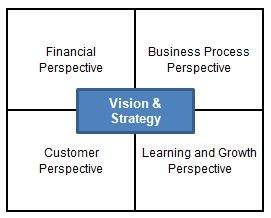 Financial
Perspective
Business Process
Perspective
Vision &
Strategy
Customer
Perspective
Learning and Growth
Perspective